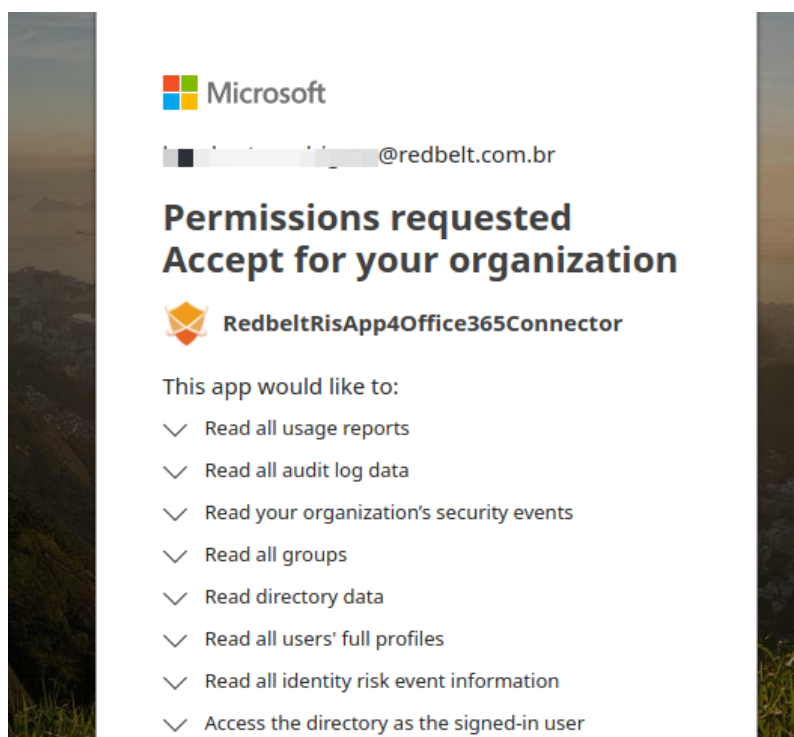 Microsoft
@redbelt.com.br
Permissions requested
Accept for your organization
RedbeltRisApp4Office365Connector
This app would like to:
Read all usage reports
Read all audit log data
Read your organization’s security events
Read all groups
Read directory data
Read all users' full profiles
Read all identity risk event information
Access the directory as the signed-in user